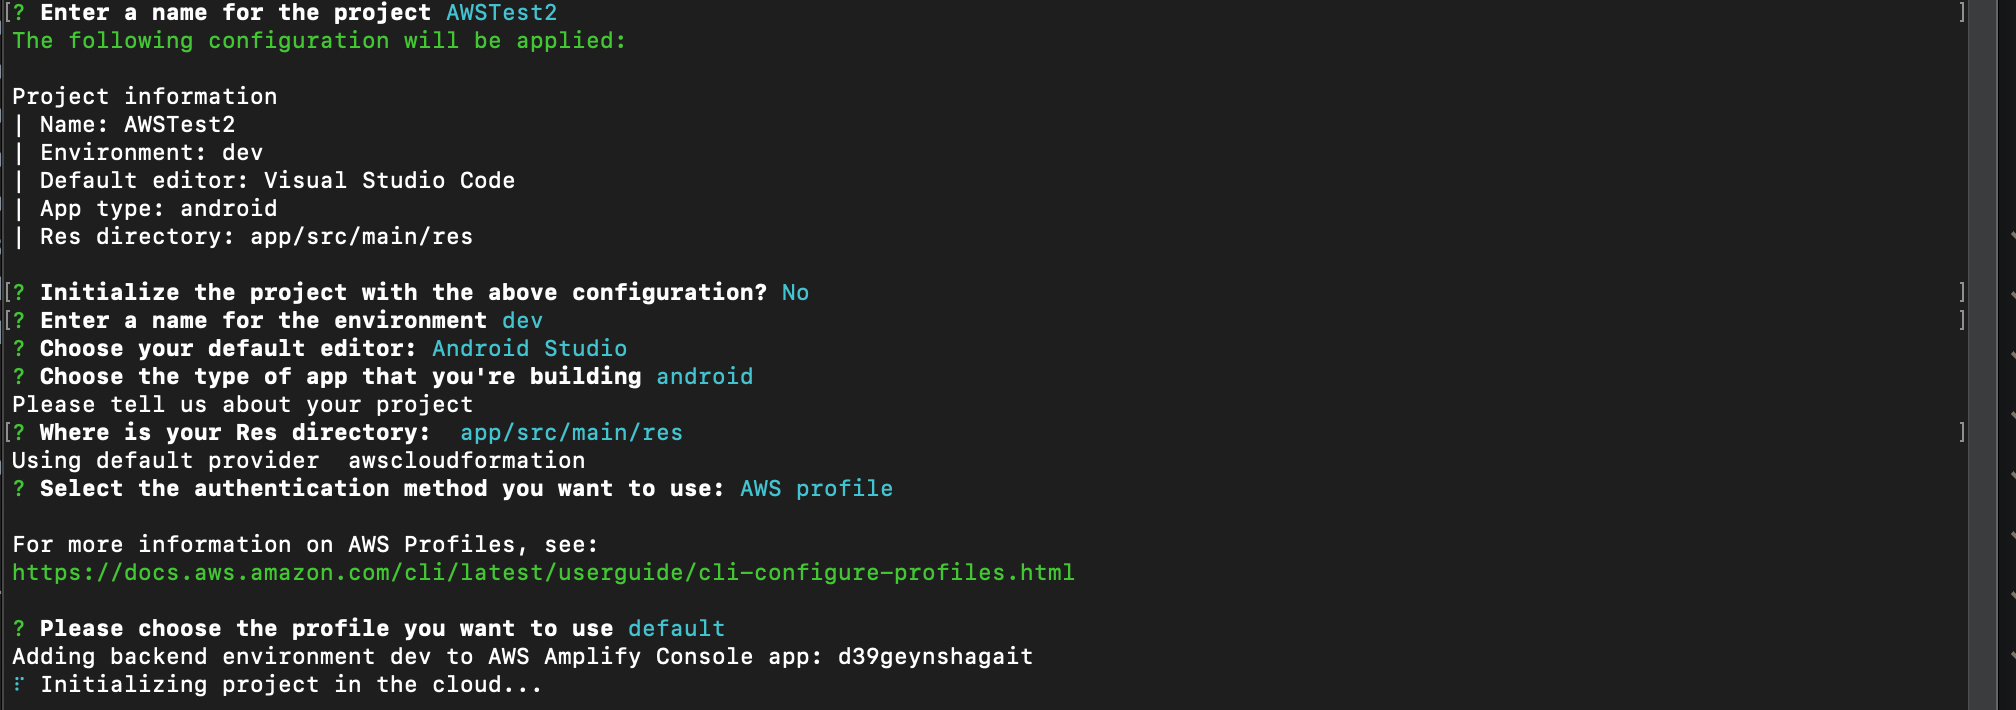 [? Enter a name for the project AWSTest2 ]
The following configuration will be applied:
Project information
| Name: AWSTest2
| Environment: dev
| Default editor: Visual Studio Code
| App type: android
| Res directory: app/src/main/res
[? Initialize the project with the above configuration? No ]
[? Enter a name for the environment dev ]
? Choose your default editor: Android Studio
? Choose the type of app that you're building android
Please tell us about your project
[? Where is your Res directory:  app/src/main/res ]
Using default provider  awscloudformation
? Select the authentication method you want to use: AWS profile
For more information on AWS Profiles, see:
https://docs.aws.amazon.com/cli/latest/userguide/cli-configure-profiles.html
? Please choose the profile you want to use default
Adding backend environment dev to AWS Amplify Console app: d39geynshagait
⠏ Initializing project in the cloud...